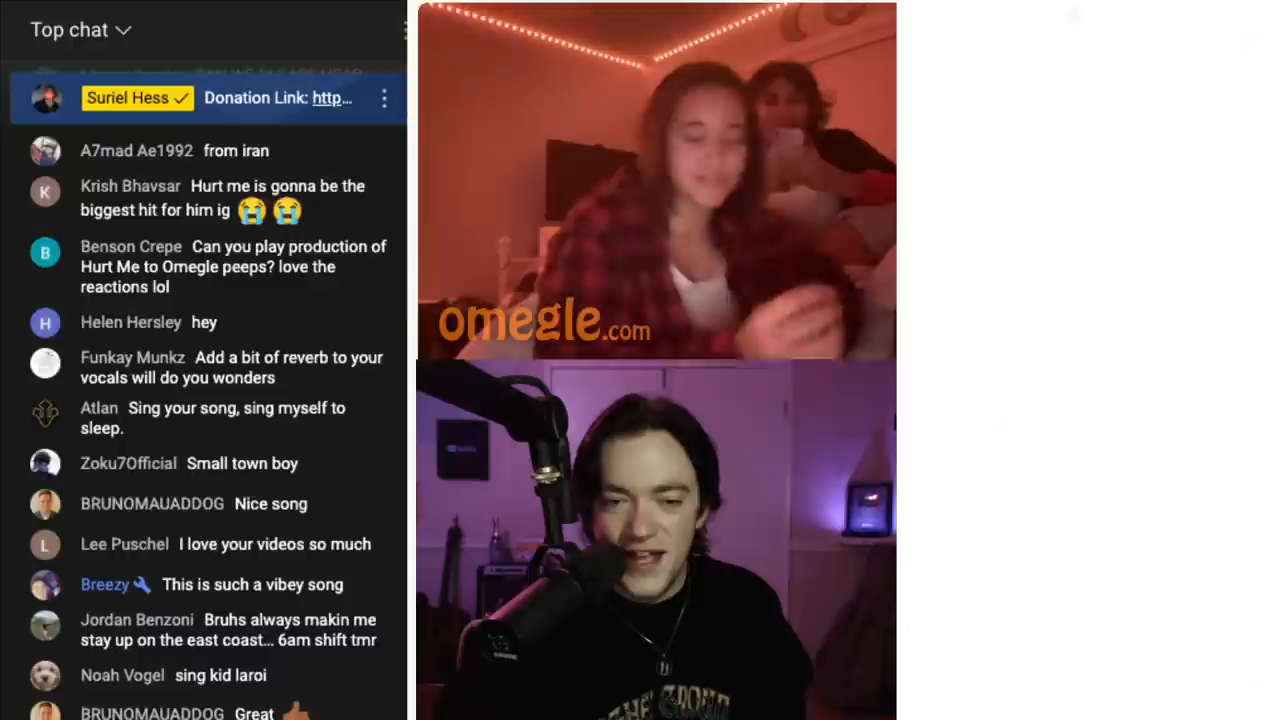 Top chat
Suriel Hess Donation Link: http...
A7mad Ae1992 from iran
Krish Bhavsar Hurt me is gonna be the
biggest hit for him ig 😭 😭
Benson Crepe Can you play production of
Hurt Me to Omegle peeps? love the
reactions lol
Helen Hersley hey
Funkay Munkz Add a bit of reverb to your
vocals will do you wonders
Atlan Sing your song, sing myself to
sleep.
Zoku7Official Small town boy
BRUNOMAUADDOG Nice song
Lee Puschel I love your videos so much
Breezy This is such a vibey song
Jordan Benzoni Bruhs always makin me
stay up on the east coast... 6am shift tmr
Noah Vogel sing kid laroi
BRUNOMAUADDOG Great 👍🏾
K
B
H
L
omegle.com
THE GROUP